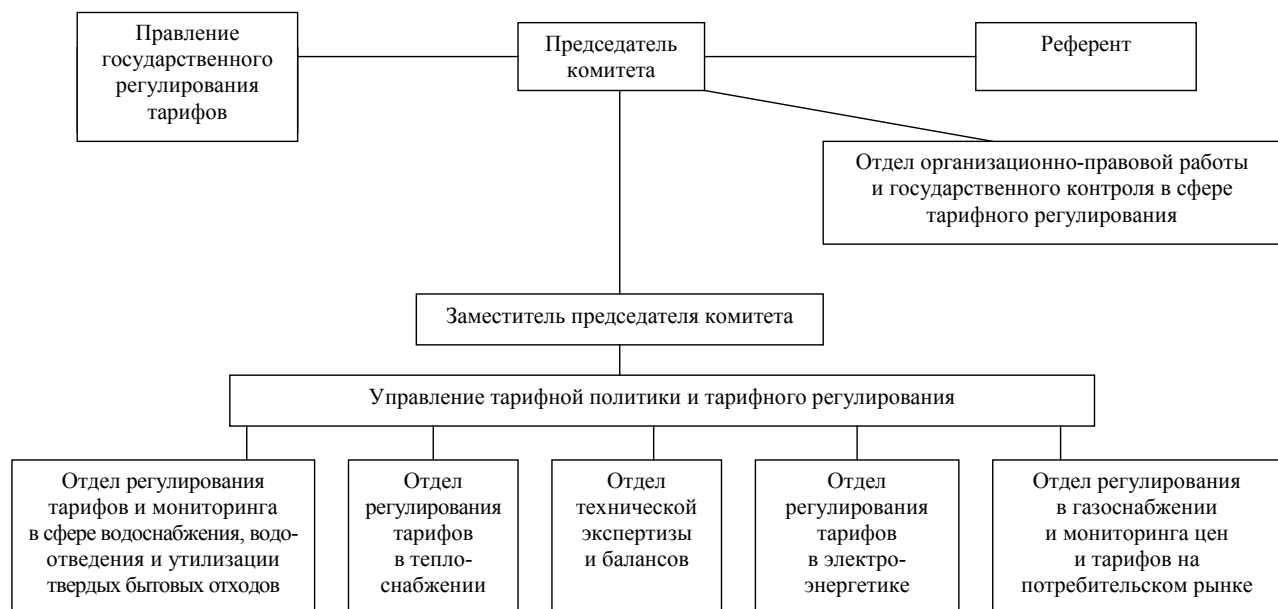 Правление
государственного
регулирования
тарифов
Председатель
комитета
Референт
Отдел организационно-правовой работы
и государственного контроля в сфере
тарифного регулирования
Заместитель председателя комитета
Управление тарифной политики и тарифного регулирования
Отдел регулирования
тарифов и мониторинга
в сфере водоснабжения, водо-
отведения и утилизации
твердых бытовых отходов
Отдел
регулирования
тарифов
в тепло-
снабжении
Отдел
технической
экспертизы
и балансов
Отдел
регулирования
тарифов
в электро-
энергетике
Отдел регулирования
в газоснабжении
и мониторинга цен
и тарифов на
потребительском рынке